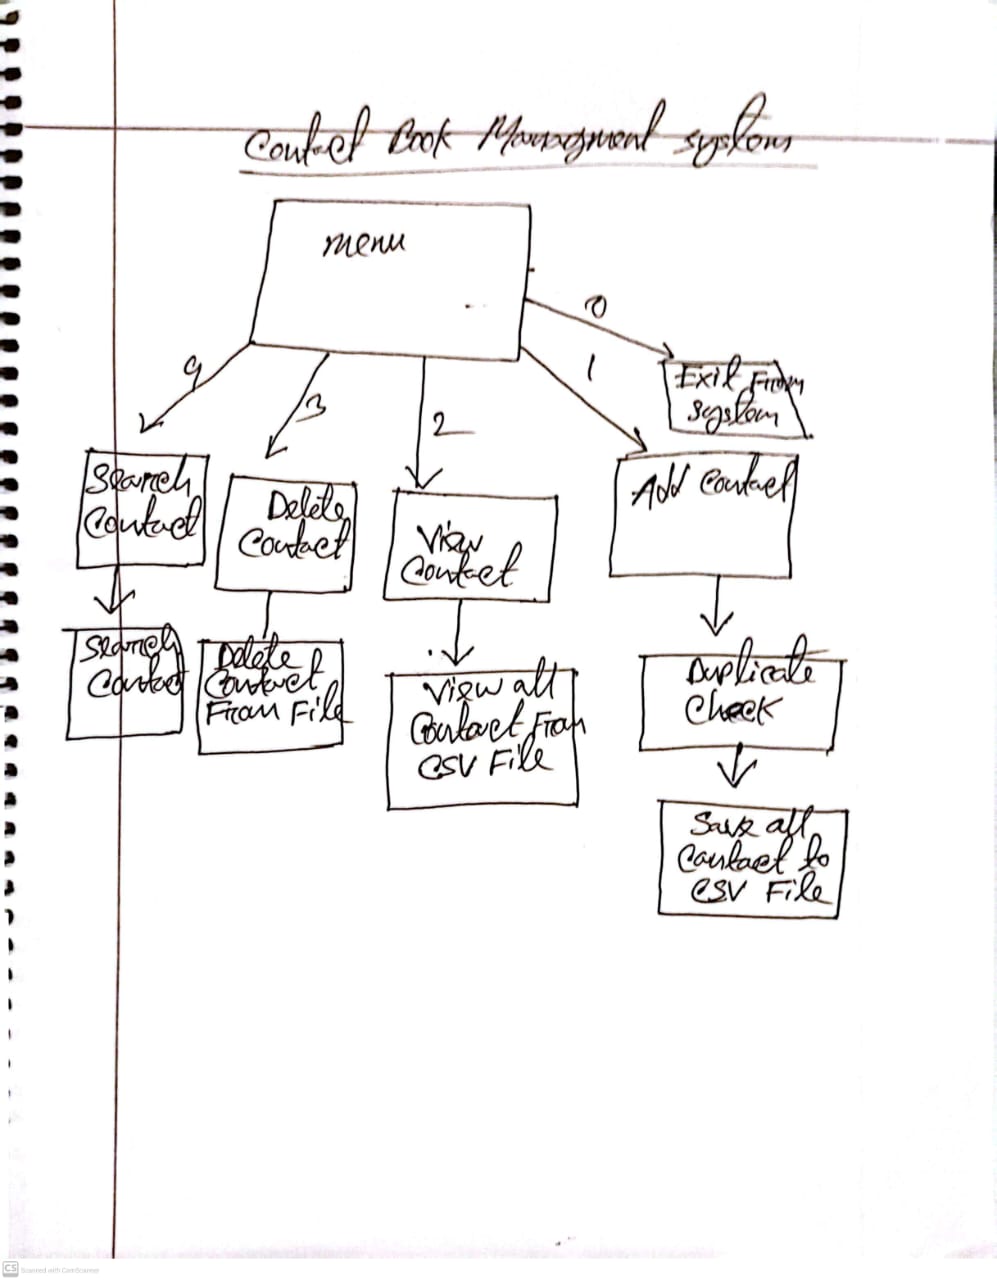 Contact Book Managment system
menu
0
1
2
3
9
Exit From
system
Add Contact
Search
Contact
Delete
Contact
View
Contact
Search
Contact
Delete
Contact
From File
View all
Contact From
CSV File
Duplicate
Check
Save all
Contact to
CSV File
CS Scanned with CamScanner